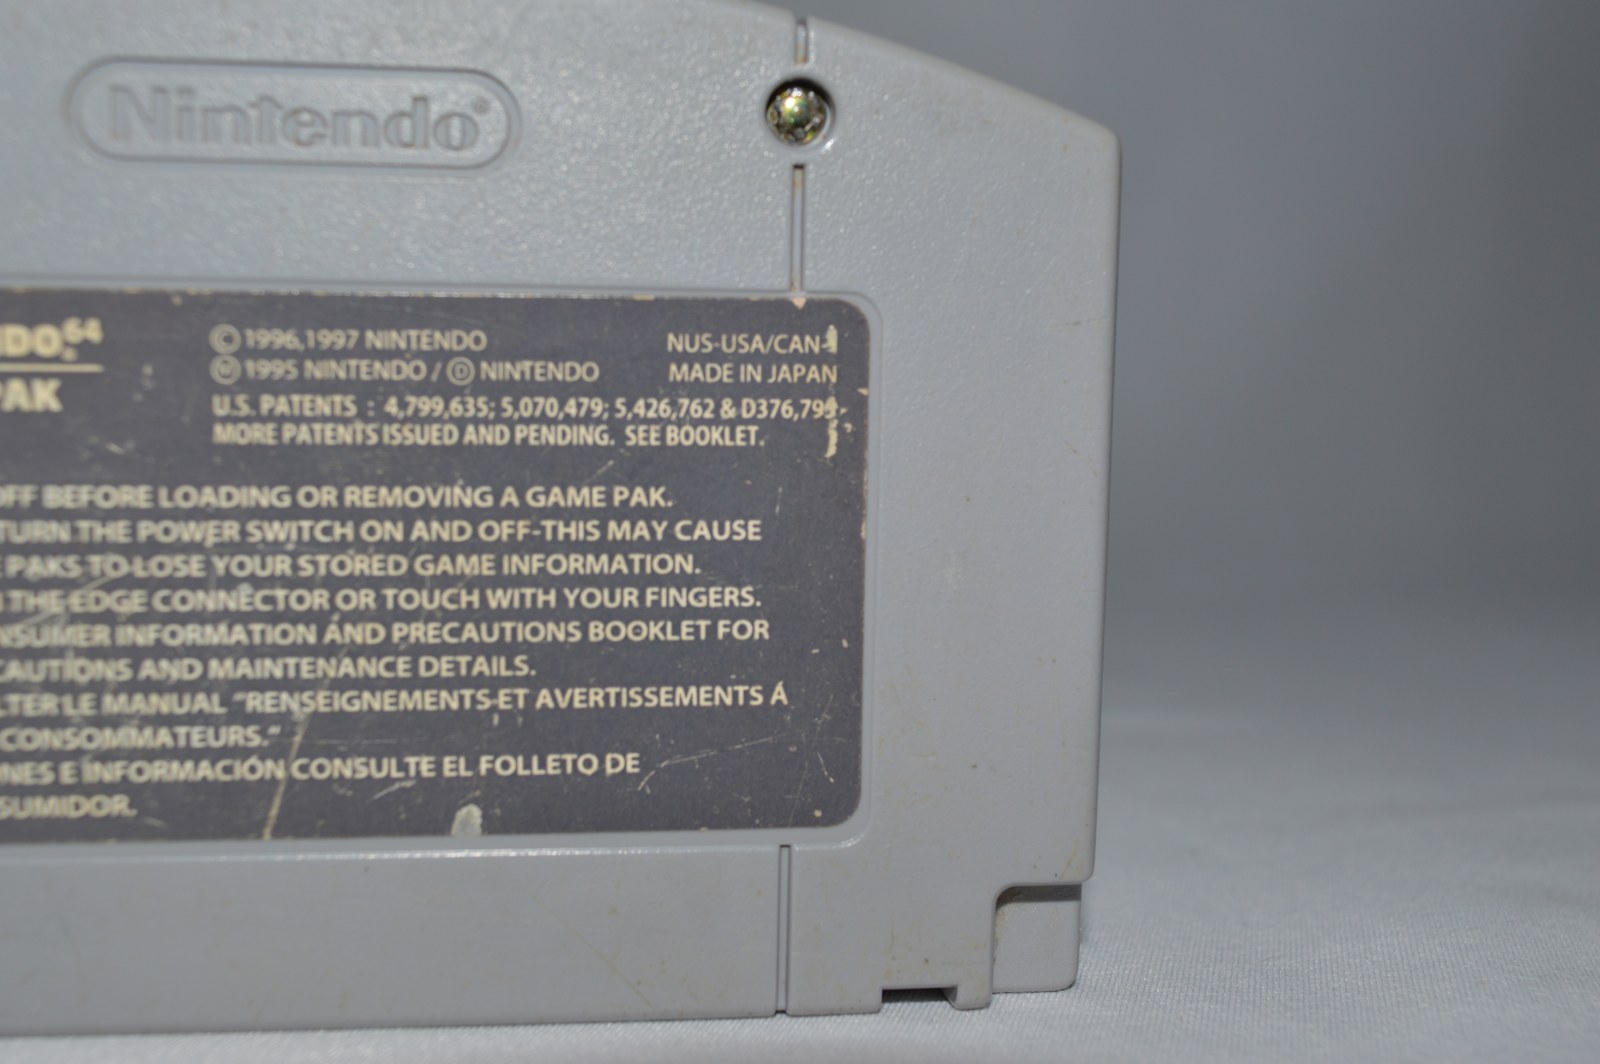 Nintendo®
NDO64
PAK
©1996,1997 NINTENDO
NUS-USA/CAN-1
Ⓜ1995 NINTENDO / Ⓓ NINTENDO
MADE IN JAPAN
U.S. PATENTS : 4,799,635; 5,070,479; 5,426,762 &
MORE PATENTS ISSUED AND PENDING. SEE BOOKLET.
OFF BEFORE LOADING OR REMOVING A GAME PAK.
TURN THE POWER SWITCH ON AND OFF-THIS MAY CAUSE
E PAKS TO LOSE YOUR STORED GAME INFORMATION.
THE EDGE CONNECTOR OR TOUCH WITH YOUR FINGERS.
NSUMER INFORMATION AND PRECAUTIONS BOOKLET FOR
CAUTIONS AND MAINTENANCE DETAILS.
LTER LE MANUAL "RENSEIGNEMENTS ET AVERTISSEMENTS Á
CONSOMMATEURS."
NES E INFORMACIÓN CONSULTE EL FOLLETO DE
SUMIDOR.